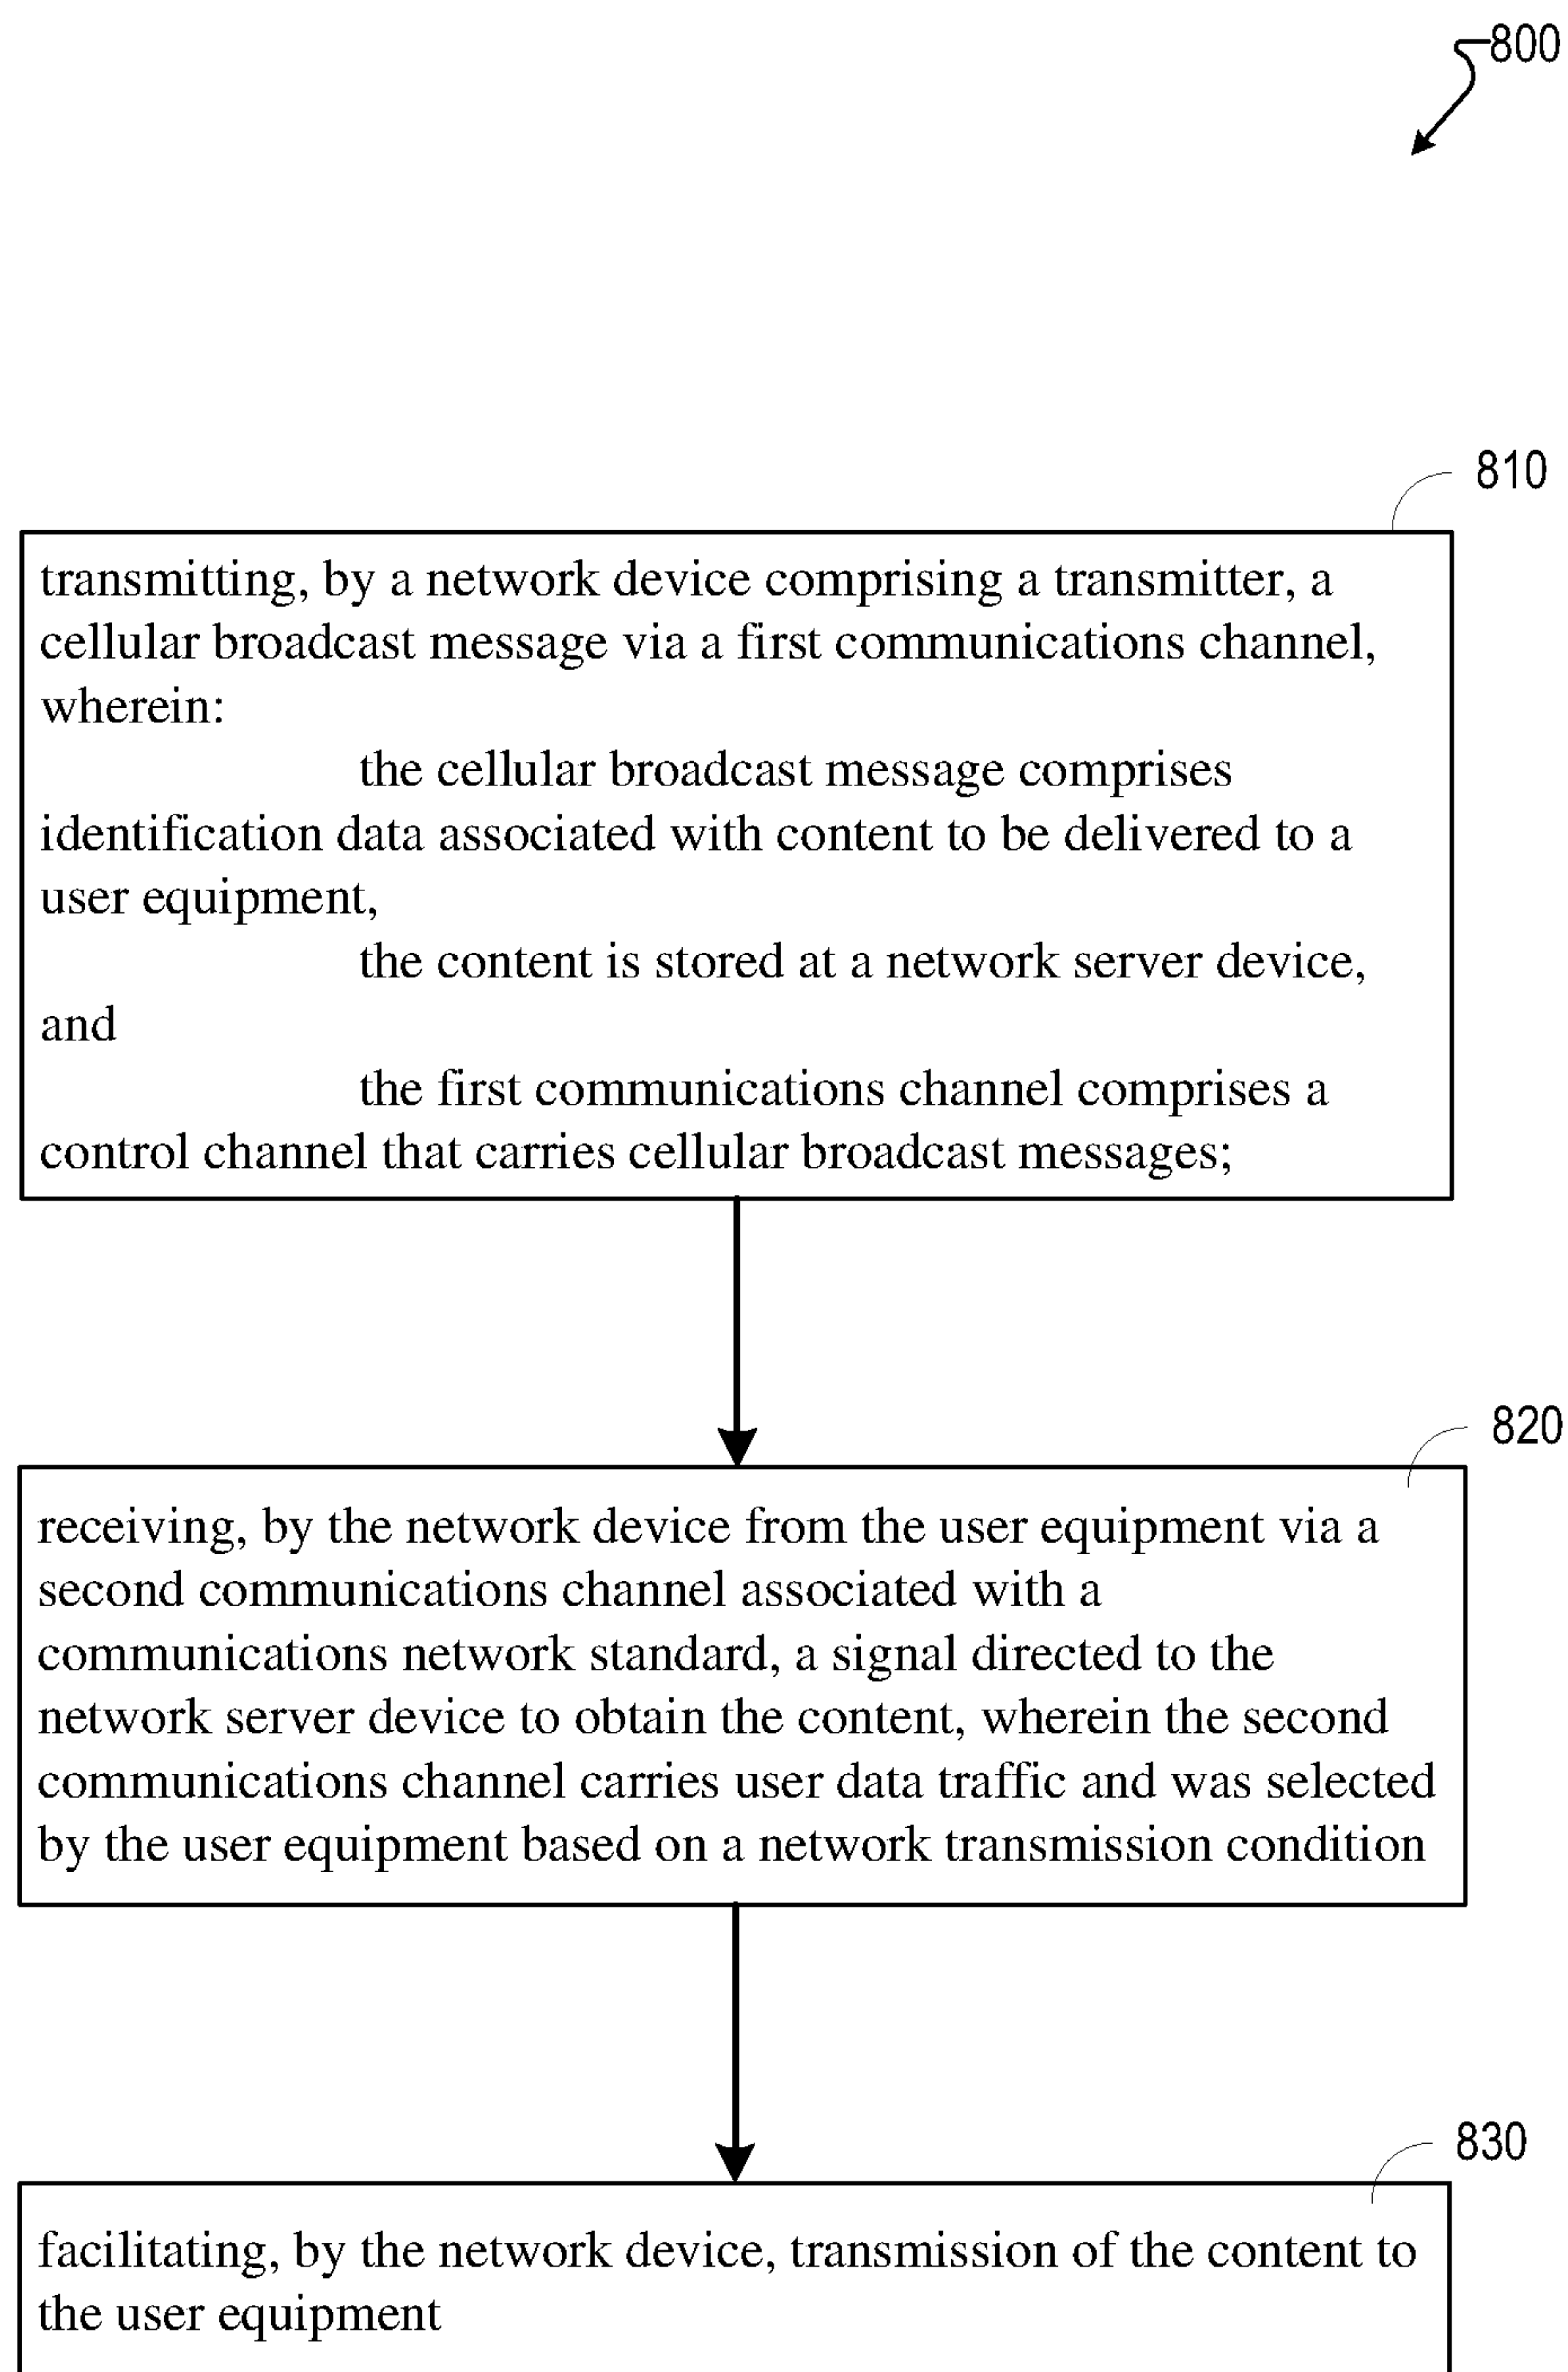 800
810
transmitting, by a network device comprising a transmitter, a
cellular broadcast message via a first communications channel,
wherein:
the cellular broadcast message comprises
identification data associated with content to be delivered to a
user equipment,
the content is stored at a network server device,
and
the first communications channel comprises a
control channel that carries cellular broadcast messages;
820
receiving, by the network device from the user equipment via a
second communications channel associated with a
communications network standard, a signal directed to the
network server device to obtain the content, wherein the second
communications channel carries user data traffic and was selected
by the user equipment based on a network transmission condition
830
facilitating, by the network device, transmission of the content to
the user equipment